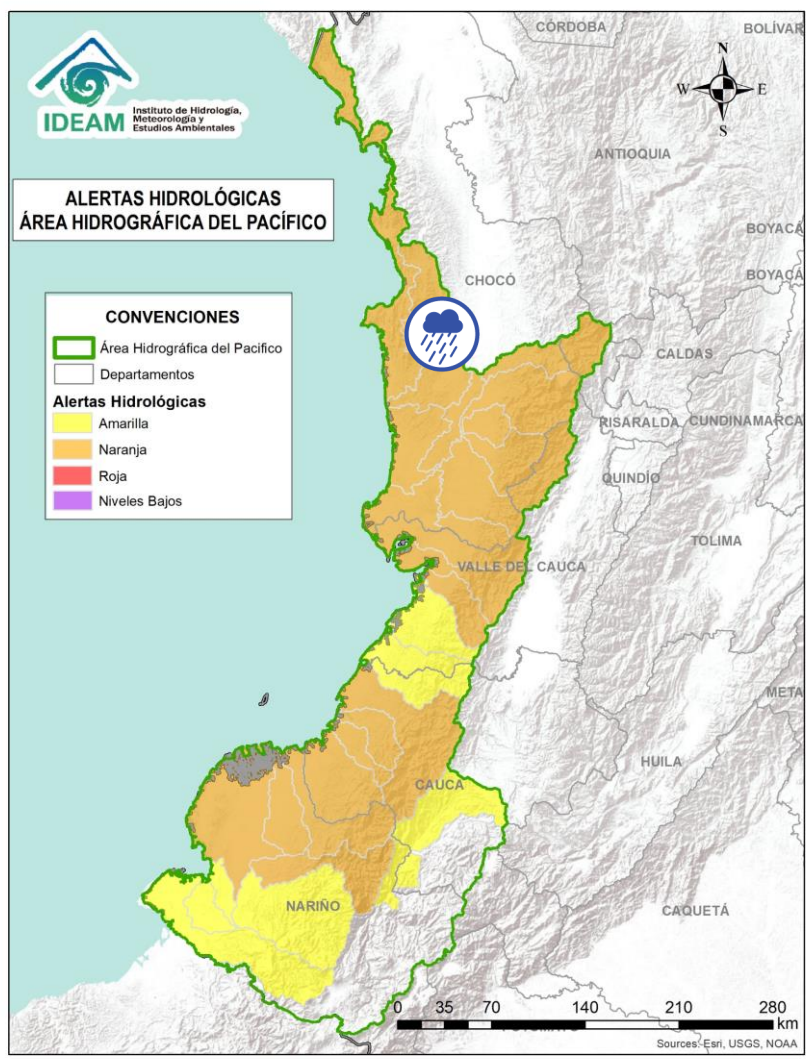 IDEAM
Instituto de Hidrología,
Meteorología y
Estudios Ambientales
ALERTAS HIDROLÓGICAS
ÁREA HIDROGRÁFICA DEL PACÍFICO
CONVENCIONES
Área Hidrográfica del Pacifico
Departamentos
Alertas Hidrológicas
Amarilla
Naranja
Roja
Niveles Bajos
N
W E
S
CÓRDOBA
BOLÍVAR
ANTIOQUIA
BOYACÁ
BOYACÁ
CHOCÓ
CALDAS
RISARALDA
CUNDINAMARCA
QUINDÍO
TOLIMA
VALLE DEL CAUCA
META
HUILA
CAUCA
NARIÑO
CAQUETÁ
0 35 70 140 210 280
km
Sources: Esri, USGS, NOAA